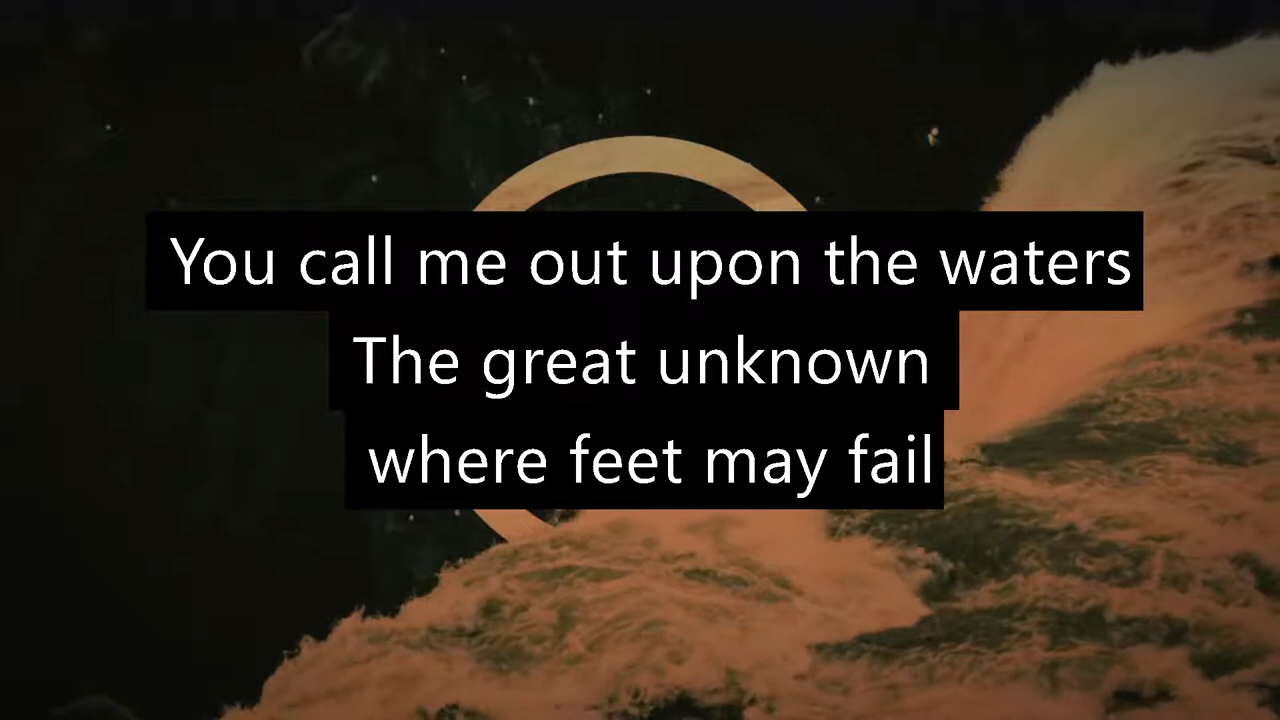 You call me out upon the waters
The great unknown
where feet may fail